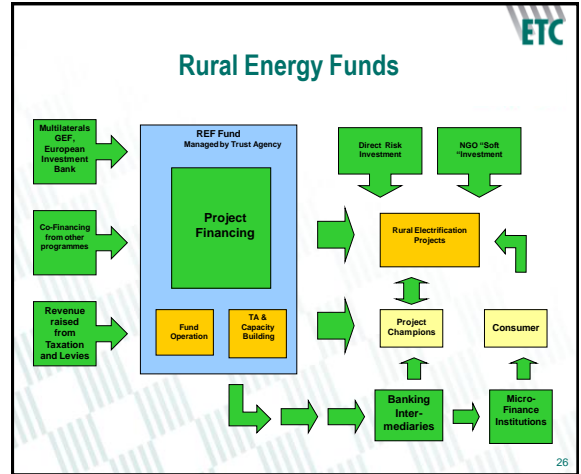 ETC
Rural Energy Funds
Multilaterals
GEF,
European
Investment
Bank
Co-Financing
from other
programmes
Revenue
raised
from
Taxation
and Levies
REF Fund
Managed by Trust Agency
Project
Financing
Fund
Operation
TA &
Capacity
Building
Direct Risk
Investment
NGO "Soft
"Investment
Rural Electrification
Projects
Project
Champions
Consumer
Banking
Inter-
mediaries
Micro-
Finance
Institutions
26